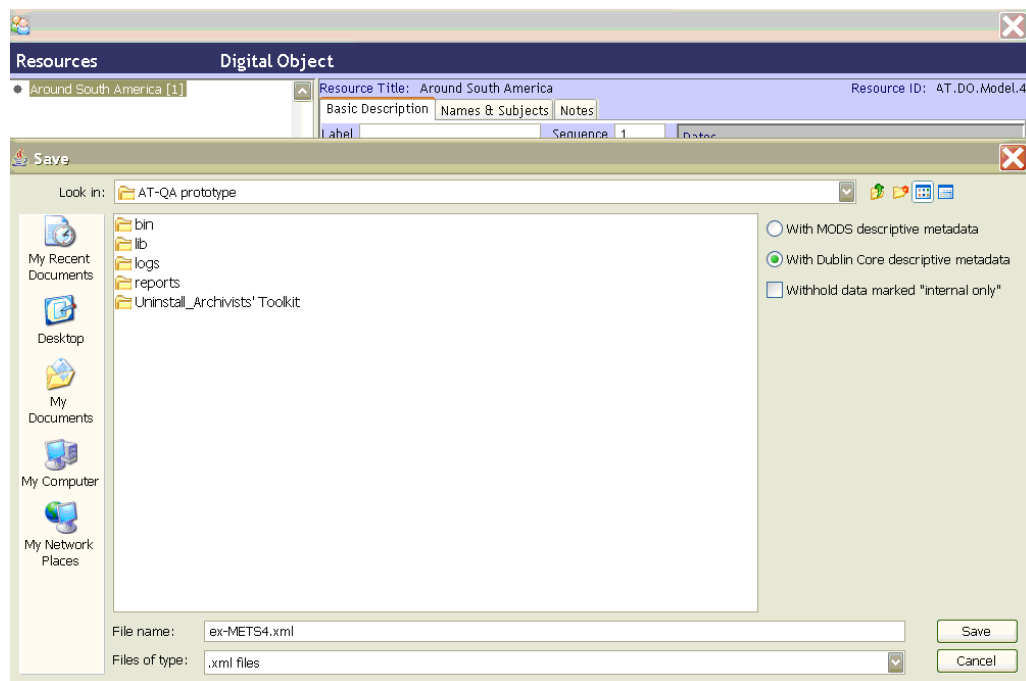 Resources Digital Object
Around South America [1]
Resource Title: Around South America Resource ID: AT.DO.Model.4
Basic Description Names & Subjects Notes
Label Sequence 1 Dates
Save
Look in: AT-QA prototype
My Recent Documents
Desktop
My Documents
My Computer
My Network Places
bin
lib
logs
reports
Uninstall_Archivists' Toolkit
With MODS descriptive metadata
With Dublin Core descriptive metadata
Withhold data marked "internal only"
File name: ex-METS4.xml Save
Files of type: .xml files Cancel